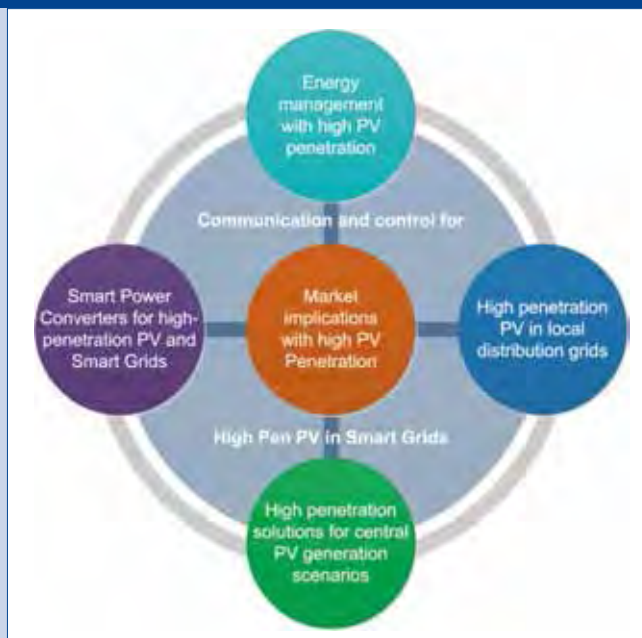 Energy
management
with high PV
penetration
Communication and control for
Smart Power
Converters for high-
penetration PV and
Smart Grids
Market
implications
with high PV
Penetration
High penetration
PV in local
distribution grids
High Pen PV in Smart Grids
High penetration
solutions for central
PV generation
scenarios